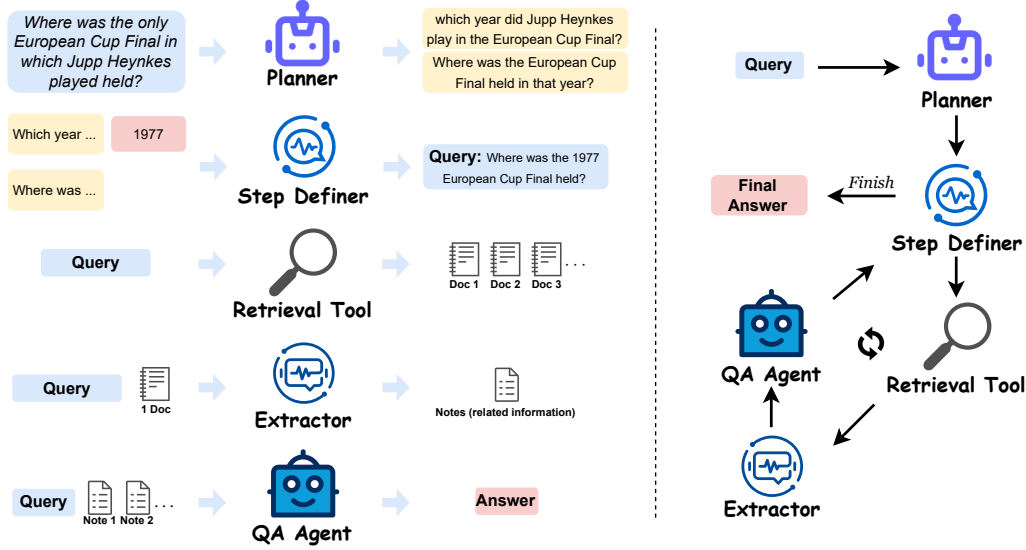 Where was the only
European Cup Final in
which Jupp Heynkes
played held?
Planner
which year did Jupp Heynkes
play in the European Cup Final?
Where was the European Cup
Final held in that year?
Which year ...
1977
Where was ...
Step Definer
Query: Where was the 1977
European Cup Final held?
Query
Retrieval Tool
Doc 1
Doc 2
Doc 3
...
Query
1 Doc
Extractor
Notes (related information)
Query
Note 1
Note 2
...
QA Agent
Answer
Query
Planner
Final
Answer
Finish
Step Definer
QA Agent
Retrieval Tool
Extractor